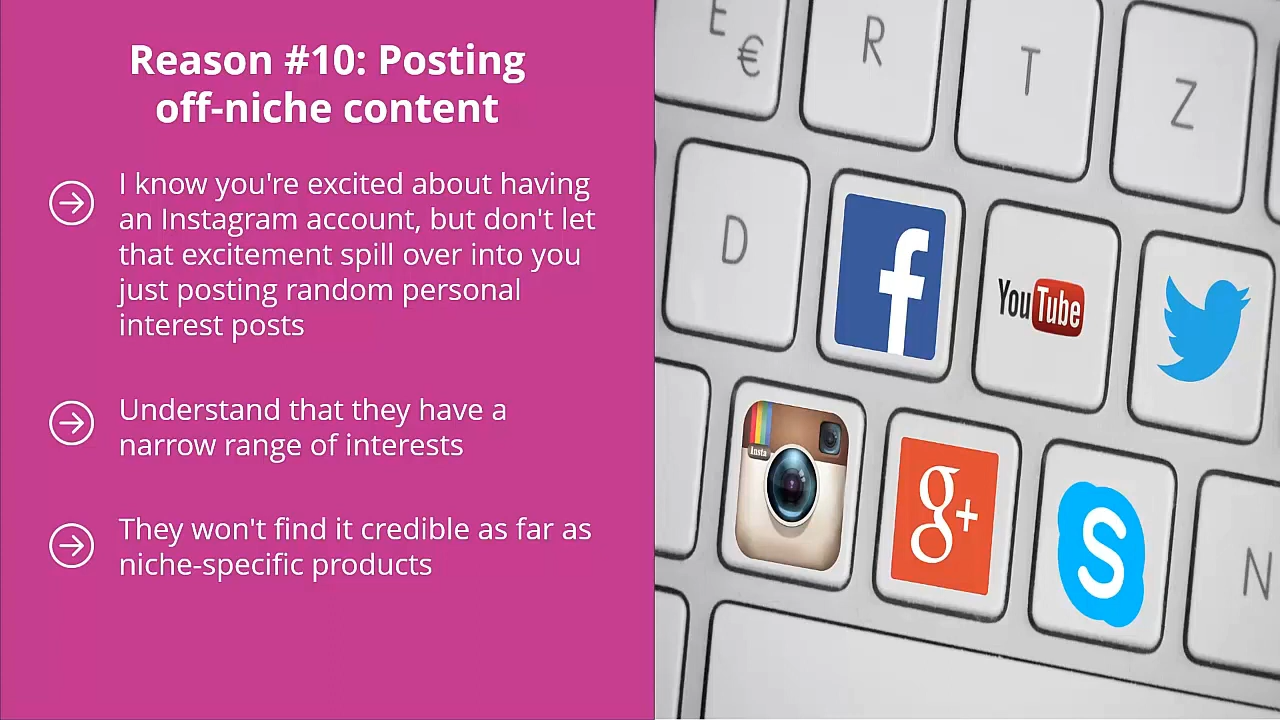 Reason #10: Posting
off-niche content
I know you're excited about having
an Instagram account, but don't let
that excitement spill over into you
just posting random personal
interest posts
Understand that they have a
narrow range of interests
They won't find it credible as far as
niche-specific products
E €
R
T
Z
D
f
YouTube
Insta
g+
S
N